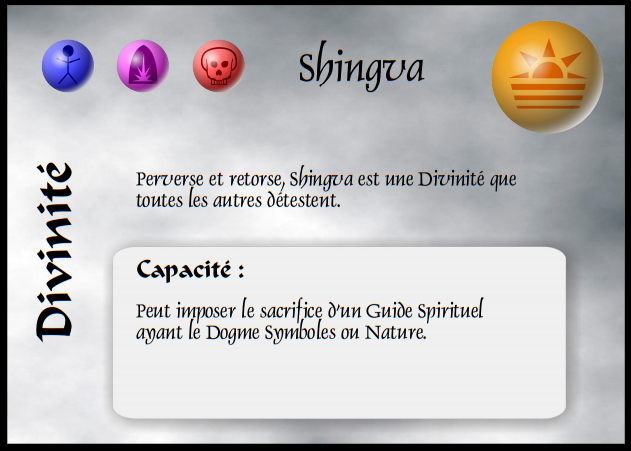 Shingva
Divinité
Perverse et retorse, Shingva est une Divinité que
toutes les autres détestent.
Capacité :
Peut imposer le sacrifice d'un Guide Spirituel
ayant le Dogme Symboles ou Nature.